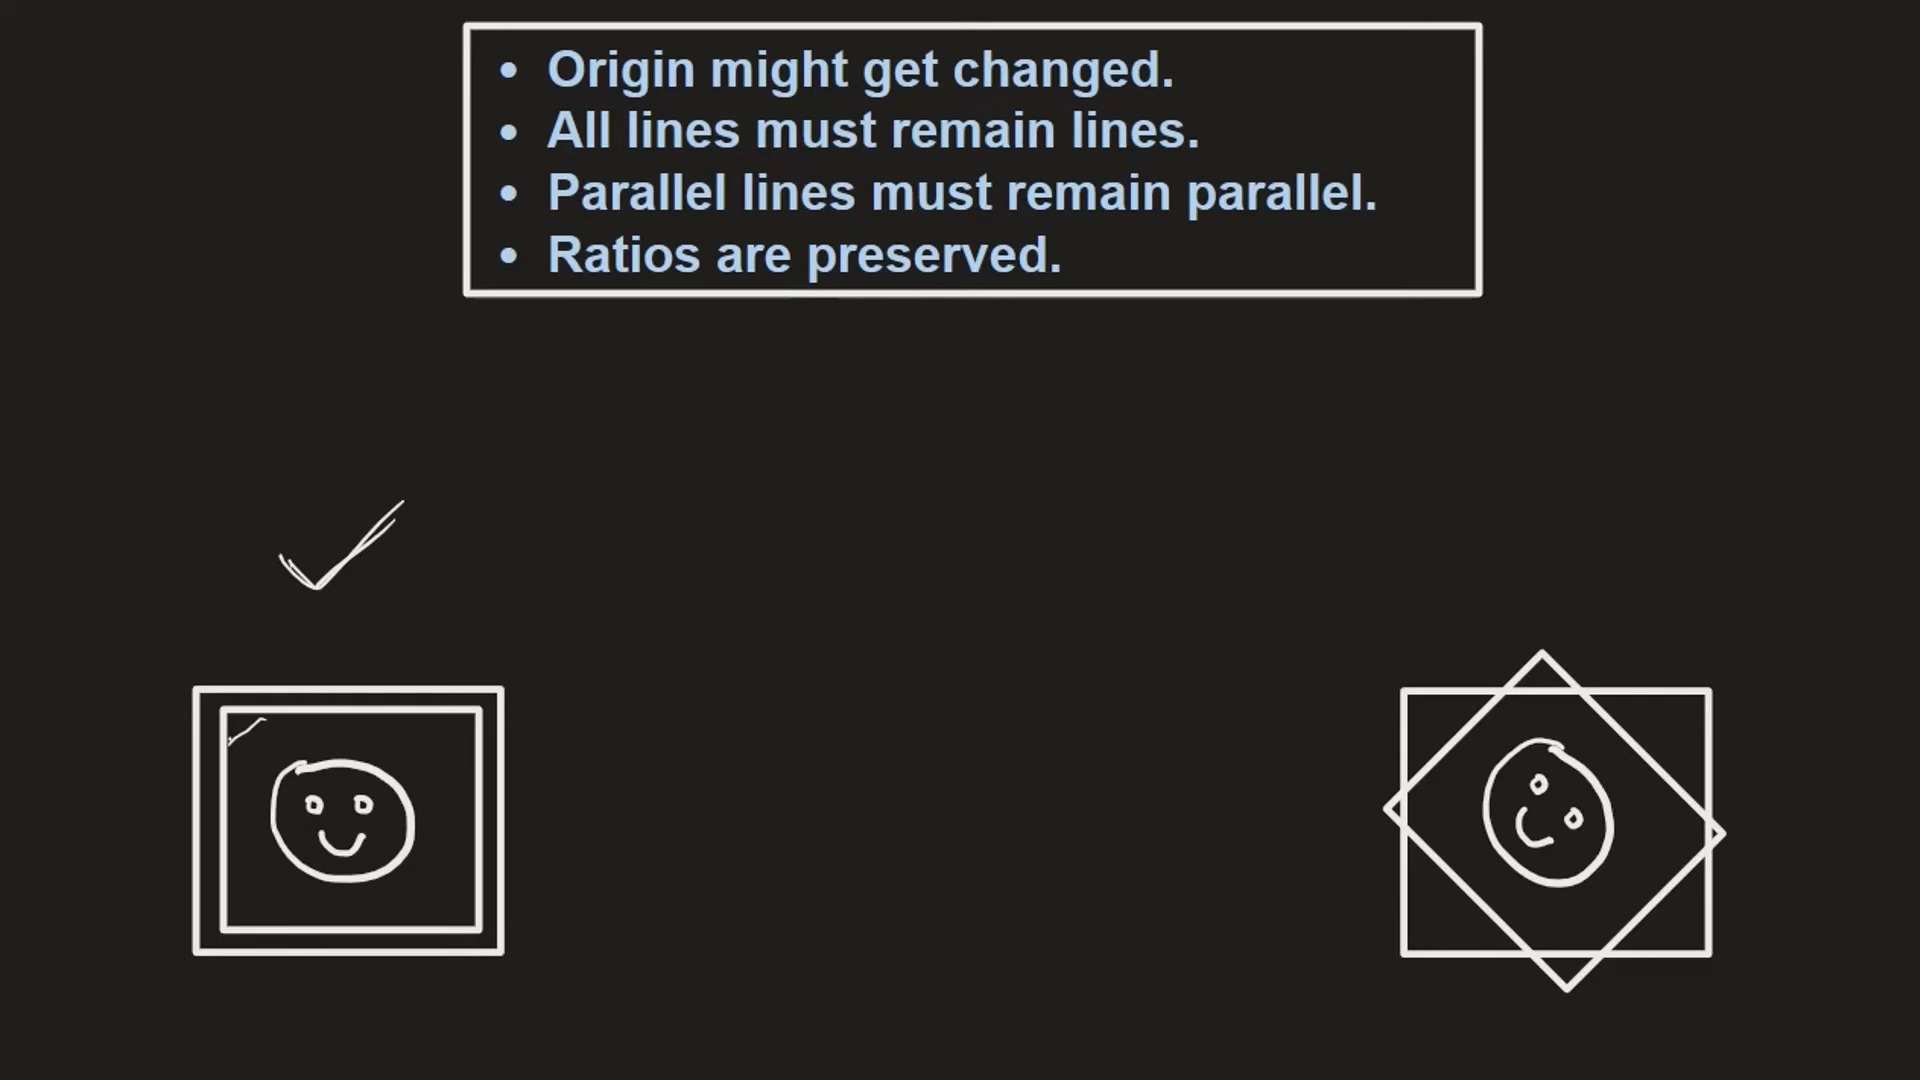 • Origin might get changed.
• All lines must remain lines.
• Parallel lines must remain parallel.
• Ratios are preserved.